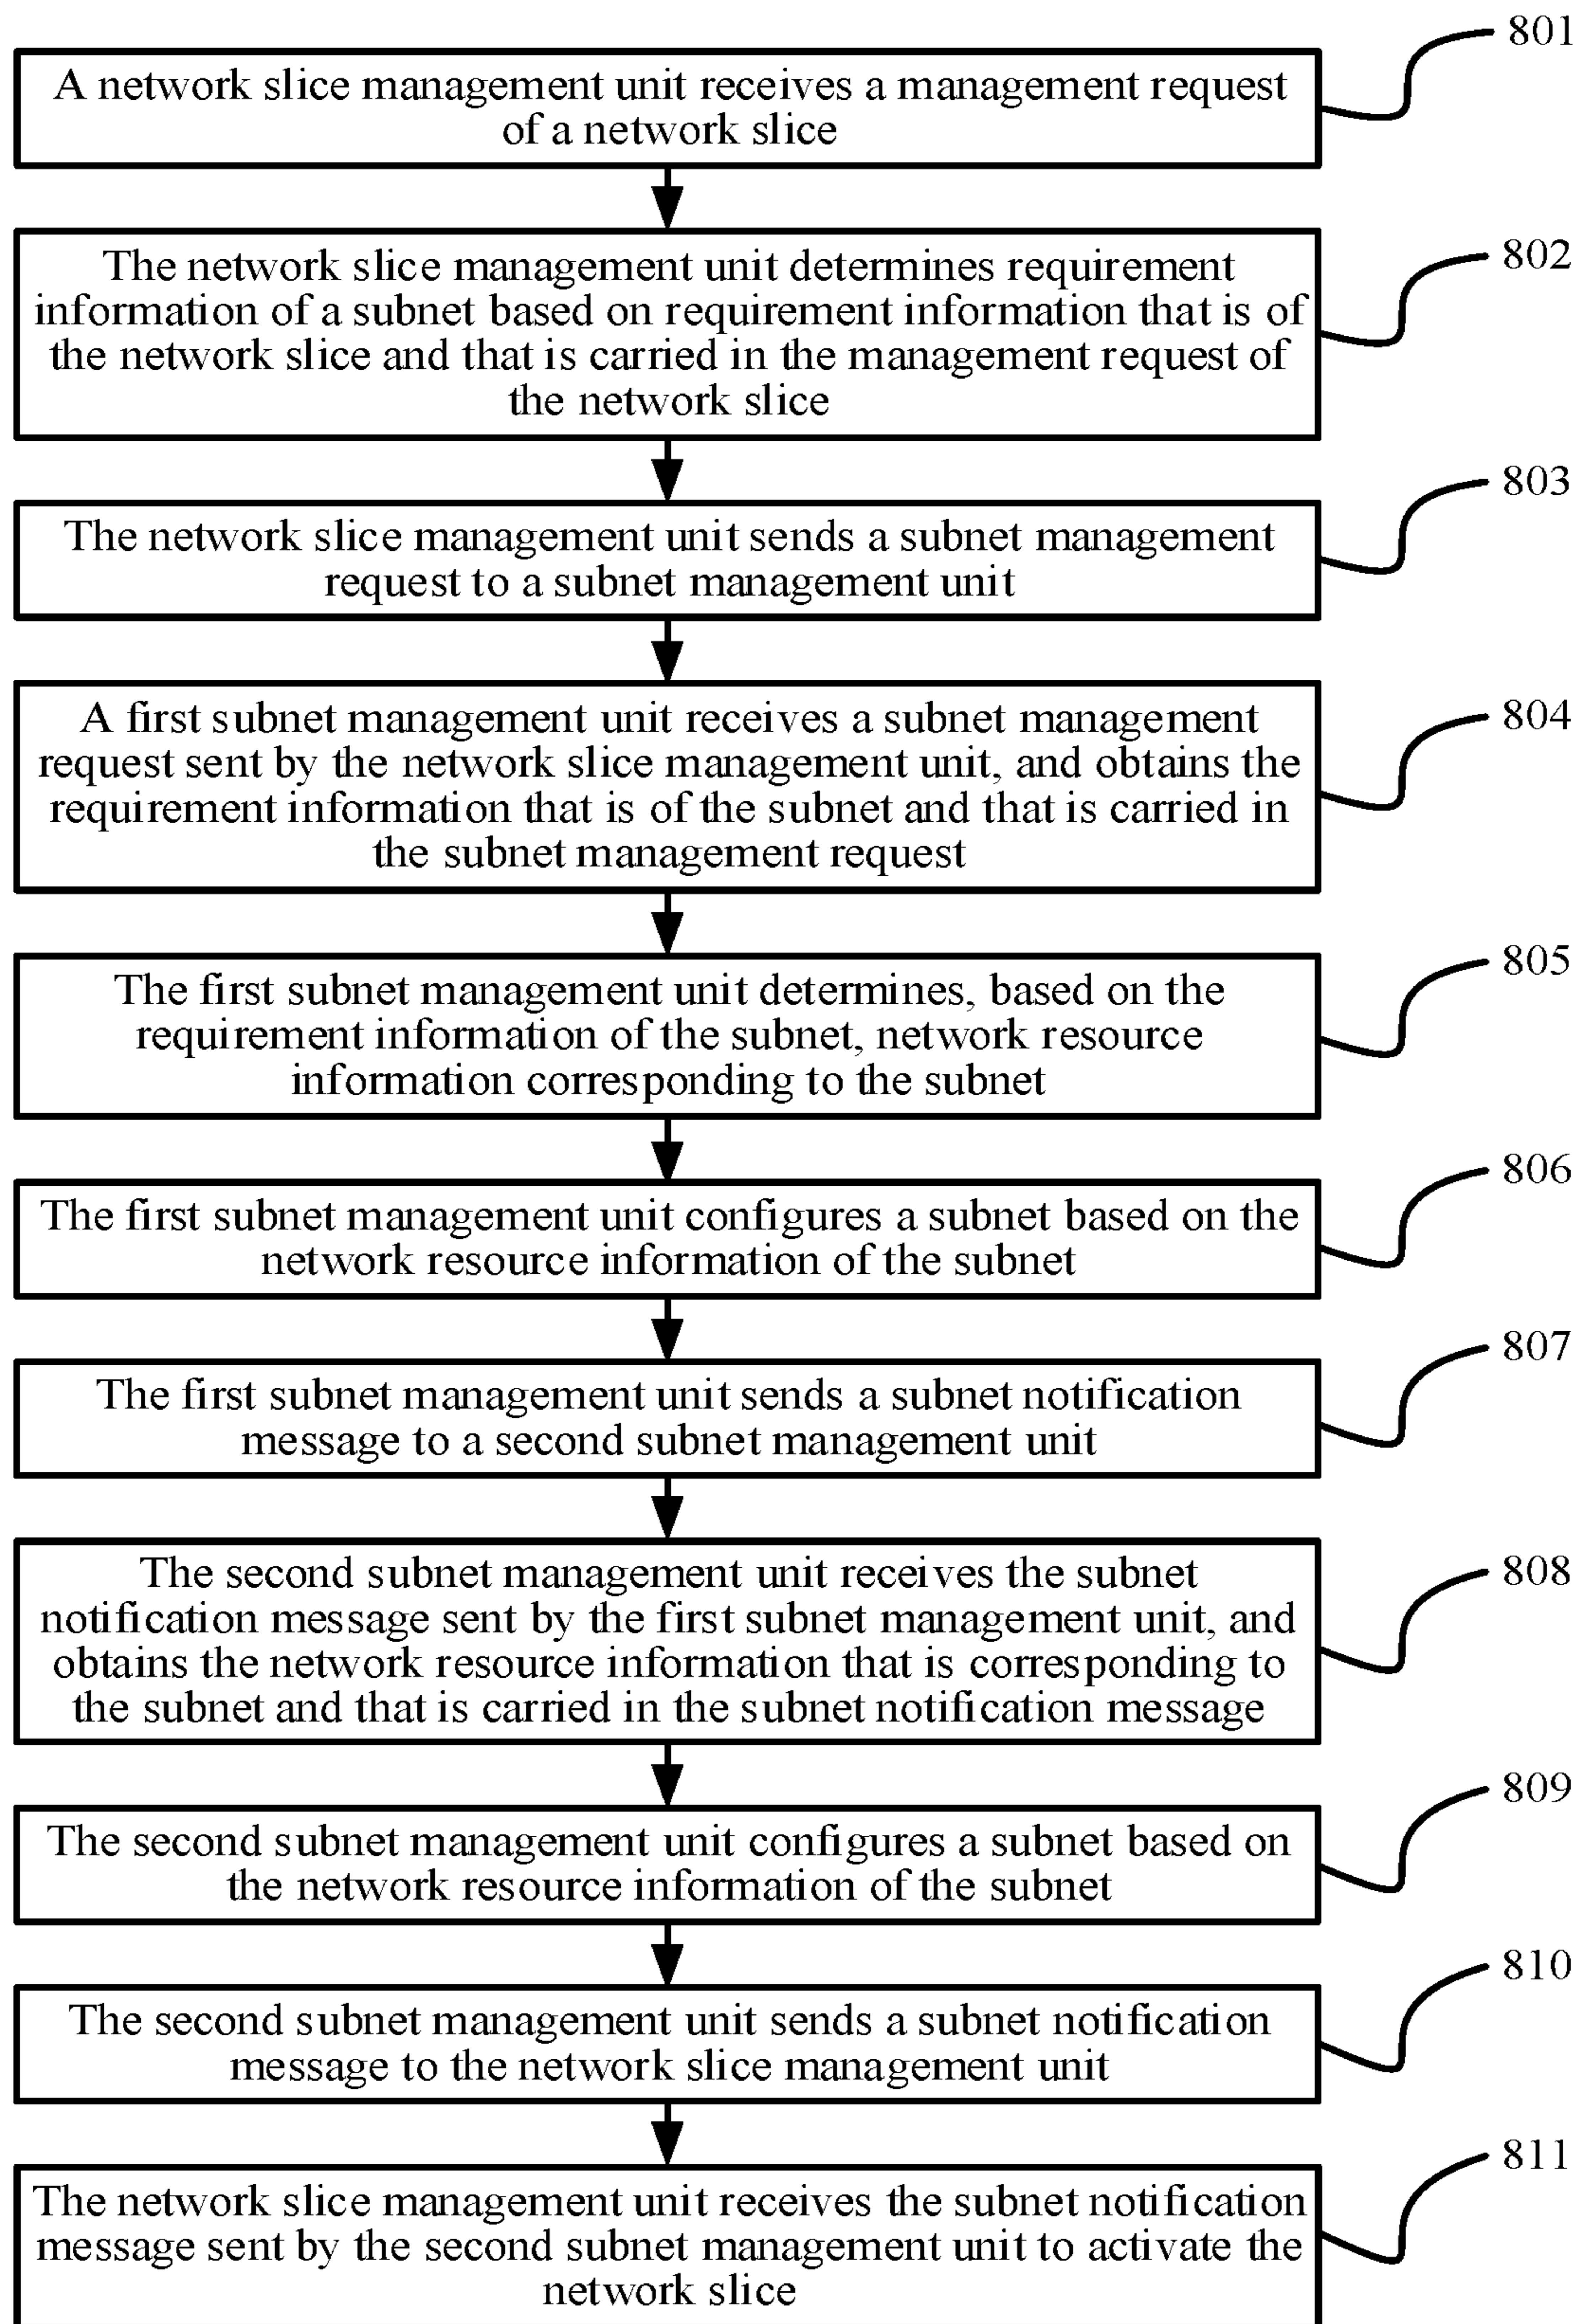 801
A network slice management unit receives a management request
of a network slice
802
The network slice management unit determines requirement
information of a subnet based on requirement information that is of
the network slice and that is carried in the management request of
the network slice
803
The network slice management unit sends a subnet management
request to a subnet management unit
804
A first subnet management unit receives a subnet management
request sent by the network slice management unit, and obtains the
requirement information that is of the subnet and that is carried in
the subnet management request
805
The first subnet management unit determines, based on the
requirement information of the subnet, network resource
information corresponding to the subnet
806
The first subnet management unit configures a subnet based on the
network resource information of the subnet
807
The first subnet management unit sends a subnet notification
message to a second subnet management unit
808
The second subnet management unit receives the subnet
notification message sent by the first subnet management unit, and
obtains the network resource information that is corresponding to
the subnet and that is carried in the subnet notification message
809
The second subnet management unit configures a subnet based on
the network resource information of the subnet
810
The second subnet management unit sends a subnet notification
message to the network slice management unit
811
The network slice management unit receives the subnet notification
message sent by the second subnet management unit to activate the
network slice